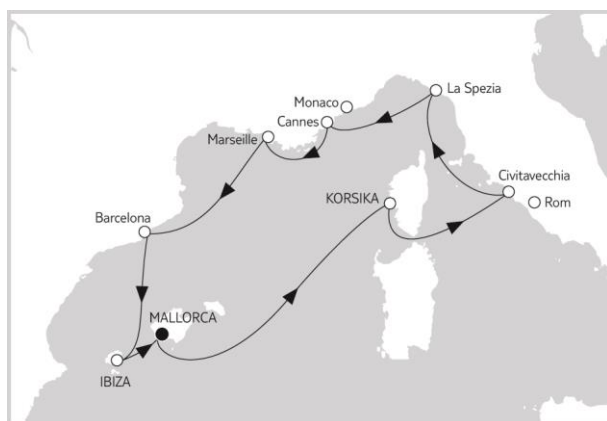 La Spezia
Monaco
Cannes
Marseille
Civitavecchia
KORSIKA
Rom
Barcelona
MALLORCA
IBIZA